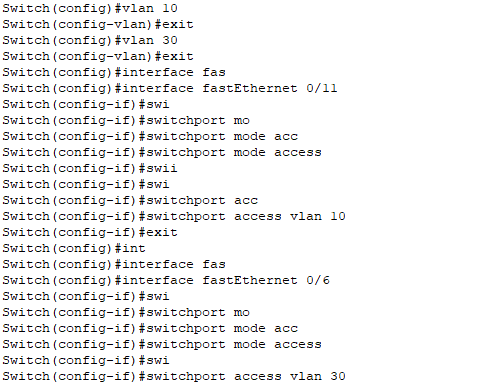 Switch(config)#vlan 10
Switch(config-vlan)#exit
Switch(config)#vlan 30
Switch(config-vlan)#exit
Switch(config)#interface fas
Switch(config)#interface fastEthernet 0/11
Switch(config-if)#swi
Switch(config-if)#switchport mo
Switch(config-if)#switchport mode acc
Switch(config-if)#switchport mode access
Switch(config-if)#swii
Switch(config-if)#swi
Switch(config-if)#switchport acc
Switch(config-if)#switchport access vlan 10
Switch(config-if)#exit
Switch(config)#int
Switch(config)#interface fas
Switch(config)#interface fastEthernet 0/6
Switch(config-if)#swi
Switch(config-if)#switchport mo
Switch(config-if)#switchport mode acc
Switch(config-if)#switchport mode access
Switch(config-if)#swi
Switch(config-if)#switchport access vlan 30